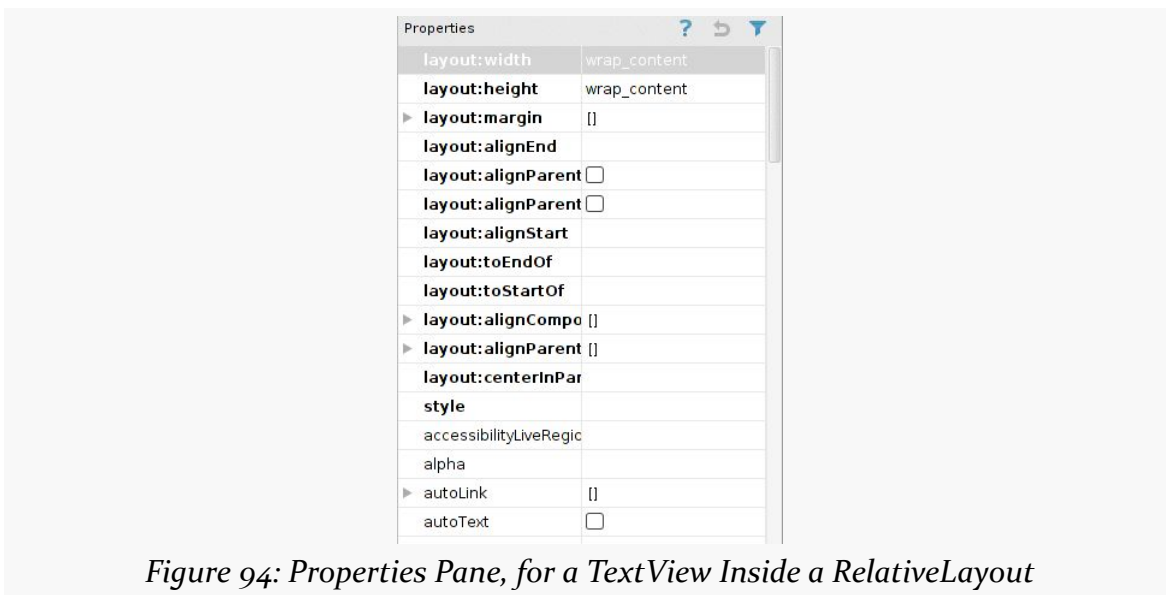 Properties ?
layout:width wrap_content
layout:height wrap_content
layout:margin []
layout:alignEnd
layout:alignParent
layout:alignParent
layout:alignStart
layout:toEndOf
layout:toStartOf
layout:alignCompo []
layout:alignParent []
layout:centerInPar
style
accessibilityLiveRegio
alpha
autoLink []
autoText
Figure 94: Properties Pane, for a TextView Inside a RelativeLayout